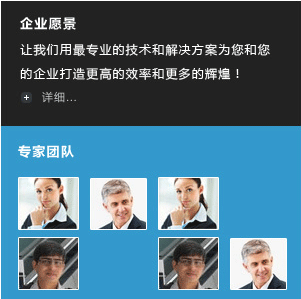 企业愿景
让我们用最专业的技术和解决方案为您和您
的企业打造更高的效率和更多的辉煌！
详细...
专家团队